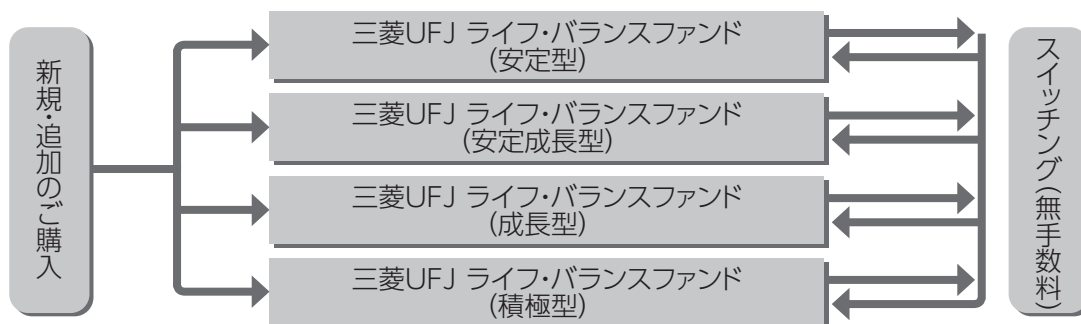 新規・追加のご購入
三菱UFJ ライフ・バランスファンド
(安定型)
三菱UFJ ライフ・バランスファンド
(安定成長型)
三菱UFJ ライフ・バランスファンド
(成長型)
三菱UFJ ライフ・バランスファンド
(積極型)
スイッチング(無手数料)